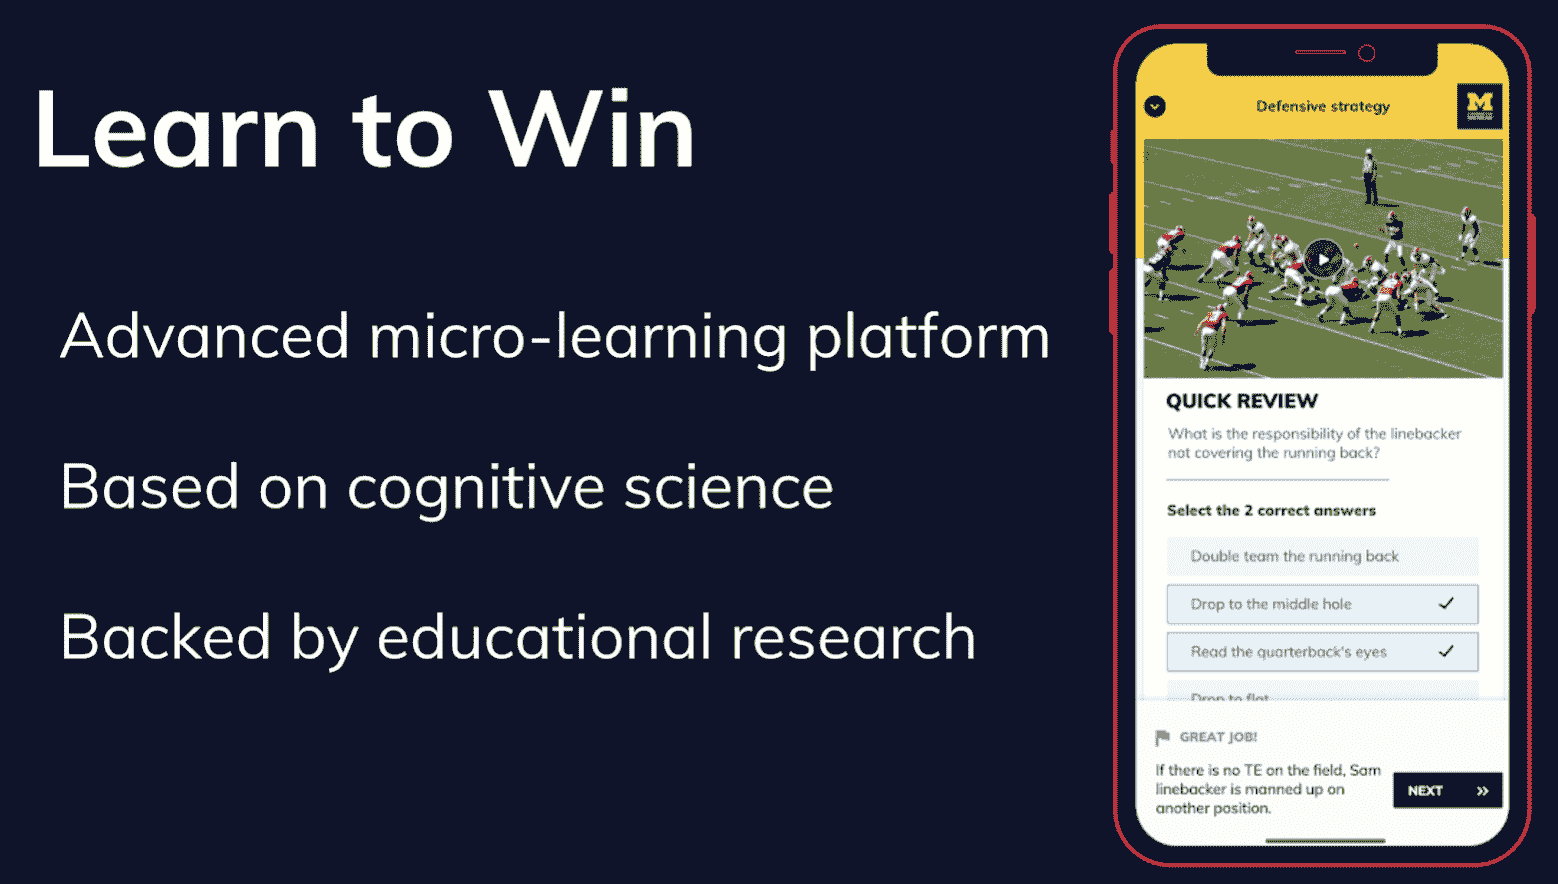 Learn to Win
Advanced micro-learning platform
Based on cognitive science
Backed by educational research
Defensive strategy
M
QUICK REVIEW
What is the responsibility of the linebacker
not covering the running back?
Select the 2 correct answers
Double team the running back
Drop to the middle hole
Read the quarterback's eyes
Drop to flat
GREAT JOB!
If there is no TE on the field, Sam
linebacker is manned up on
another position.
NEXT